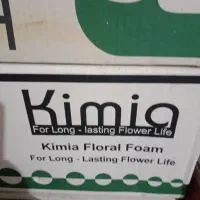 Kimia
For Long - lasting Flower Life
Kimia Floral Foam
For Long - Lasting Flower Life